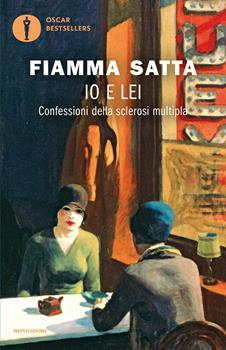 OSCAR
BESTSELLERS
FIAMMA SATTA
IO E LEI
Confessioni della sclerosi multipla
MONDADORI